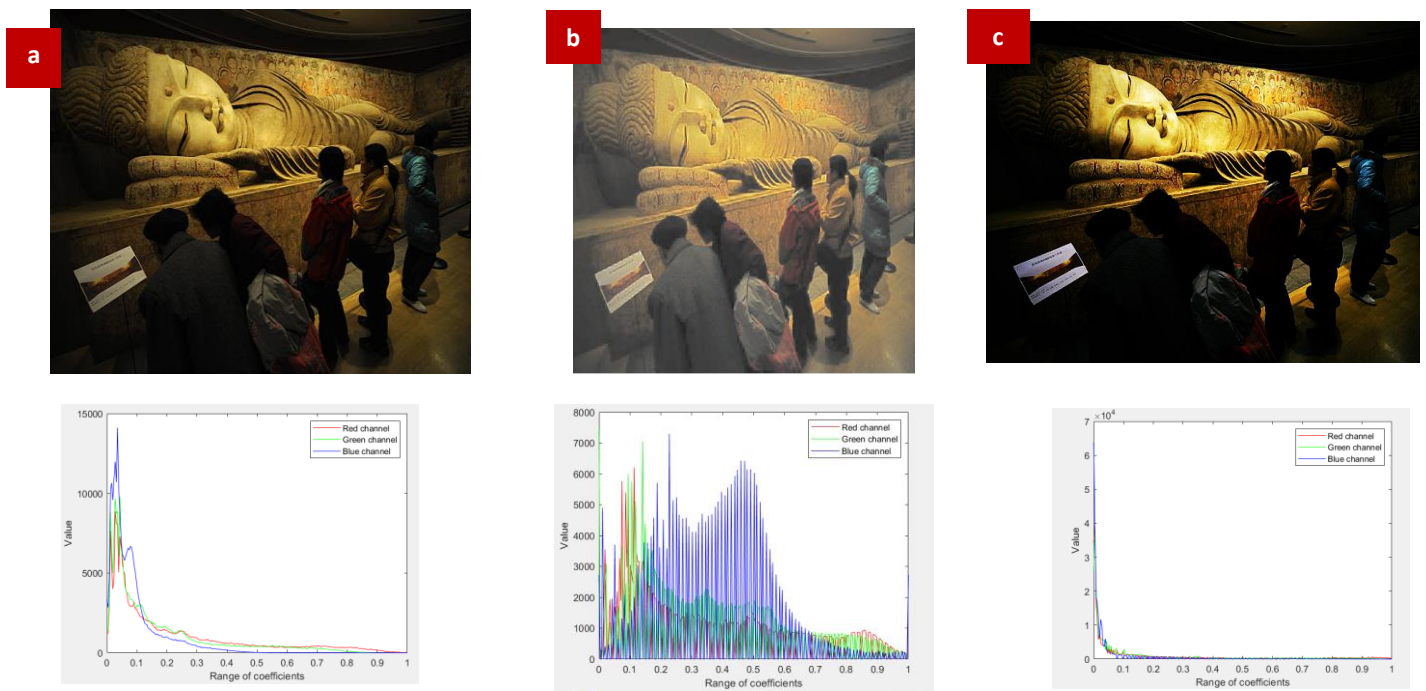 a
b
c
15000
10000
5000
0
0 0.1 0.2 0.3 0.4 0.5 0.6 0.7 0.8 0.9 1
Value
Range of coefficients
Red channel
Green channel
Blue channel
8000
7000
6000
5000
4000
3000
2000
1000
0
0 0.1 0.2 0.3 0.4 0.5 0.6 0.7 0.8 0.9 1
Value
Range of coefficients
Red channel
Green channel
Blue channel
×10⁴
7
6
5
4
3
2
1
0
0 0.1 0.2 0.3 0.4 0.5 0.6 0.7 0.8 0.9 1
Value
Range of coefficients
Red channel
Green channel
Blue channel